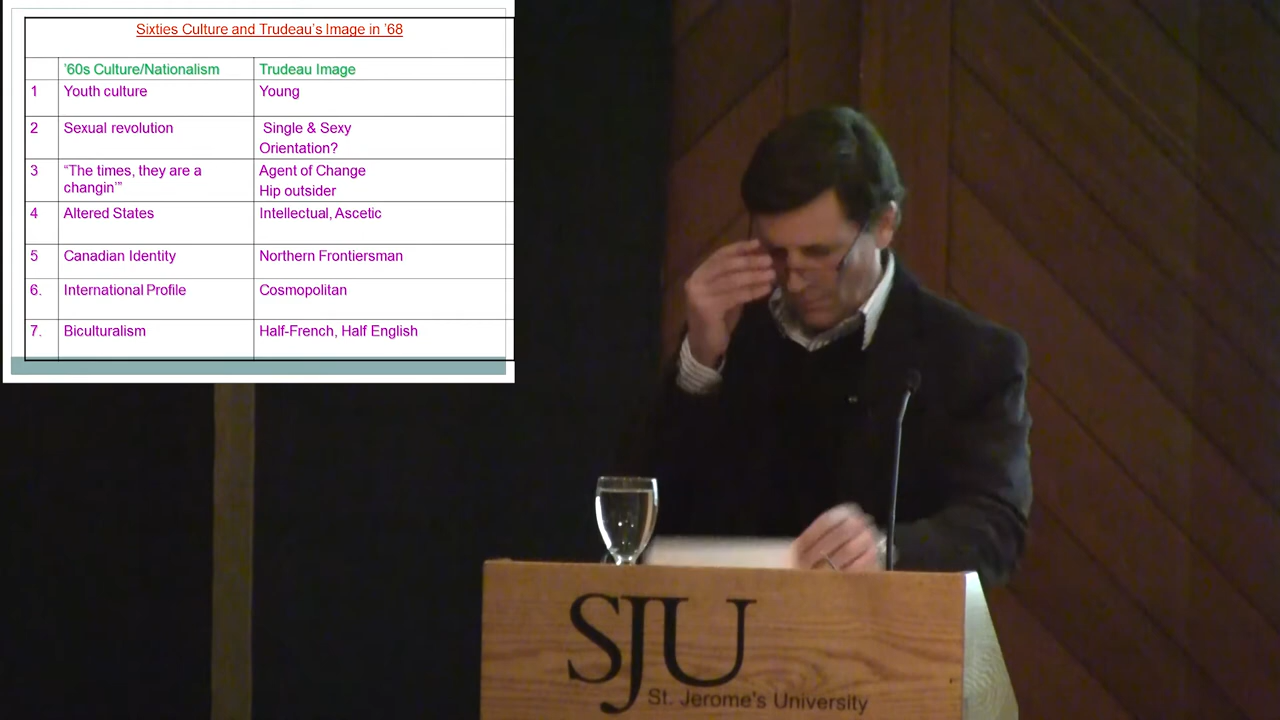 Sixties Culture and Trudeau's Image in '68
'60s Culture/Nationalism Trudeau Image
1 Youth culture Young
2 Sexual revolution Single & Sexy
Orientation?
3 “The times, they are a Agent of Change
changin'” Hip outsider
4 Altered States Intellectual, Ascetic
5 Canadian Identity Northern Frontiersman
6. International Profile Cosmopolitan
7. Biculturalism Half-French, Half English
SJU
St. Jerome's University